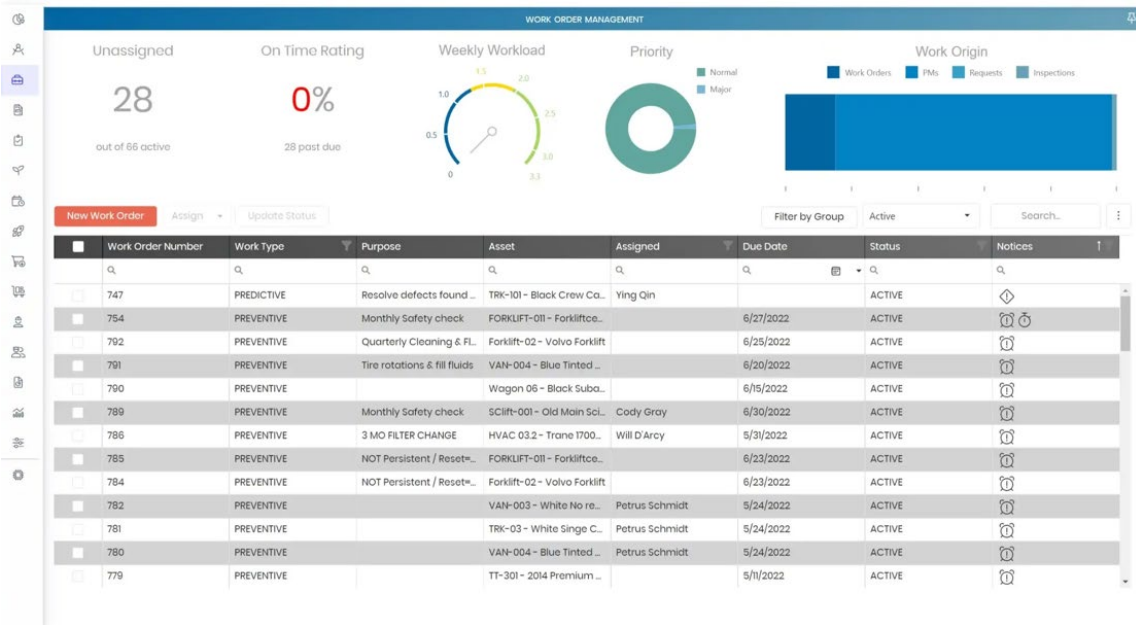 WORK ORDER MANAGEMENT
Unassigned
28
out of 66 active
On Time Rating
0%
28 past due
Weekly Workload
0
0.5
1.0
1.5
2.0
2.5
3.0
3.3
Priority
Normal
Major
Work Origin
Work Orders PMs Requests Inspections
New Work Order Assign Update Status Filter by Group Active Search...
Work Order Number Work Type Purpose Asset Assigned Due Date Status Notices
747 PREDICTIVE Resolve defects found ... TRK-101 - Black Crew Ca... Ying Qin ACTIVE
754 PREVENTIVE Monthly Safety check FORKLIFT-011 - Forkliftce... 6/27/2022 ACTIVE
792 PREVENTIVE Quarterly Cleaning & Fl... Forklift-02 - Volvo Forklift 6/25/2022 ACTIVE
791 PREVENTIVE Tire rotations & fill fluids VAN-004 - Blue Tinted ... 6/20/2022 ACTIVE
790 PREVENTIVE Wagon 06 - Black Suba... 6/15/2022 ACTIVE
789 PREVENTIVE Monthly Safety check SClift-001 - Old Main Sci... Cody Gray 6/30/2022 ACTIVE
786 PREVENTIVE 3 MO FILTER CHANGE HVAC 03.2 - Trane 1700... Will D'Arcy 5/31/2022 ACTIVE
785 PREVENTIVE NOT Persistent / Reset=... FORKLIFT-011 - Forkliftce... 6/23/2022 ACTIVE
784 PREVENTIVE NOT Persistent / Reset=... Forklift-02 - Volvo Forklift 6/23/2022 ACTIVE
782 PREVENTIVE VAN-003 - White No re... Petrus Schmidt 5/24/2022 ACTIVE
781 PREVENTIVE TRK-03 - White Singe C... Petrus Schmidt 5/24/2022 ACTIVE
780 PREVENTIVE VAN-004 - Blue Tinted ... Petrus Schmidt 5/24/2022 ACTIVE
779 PREVENTIVE TT-301 - 2014 Premium ... 5/11/2022 ACTIVE